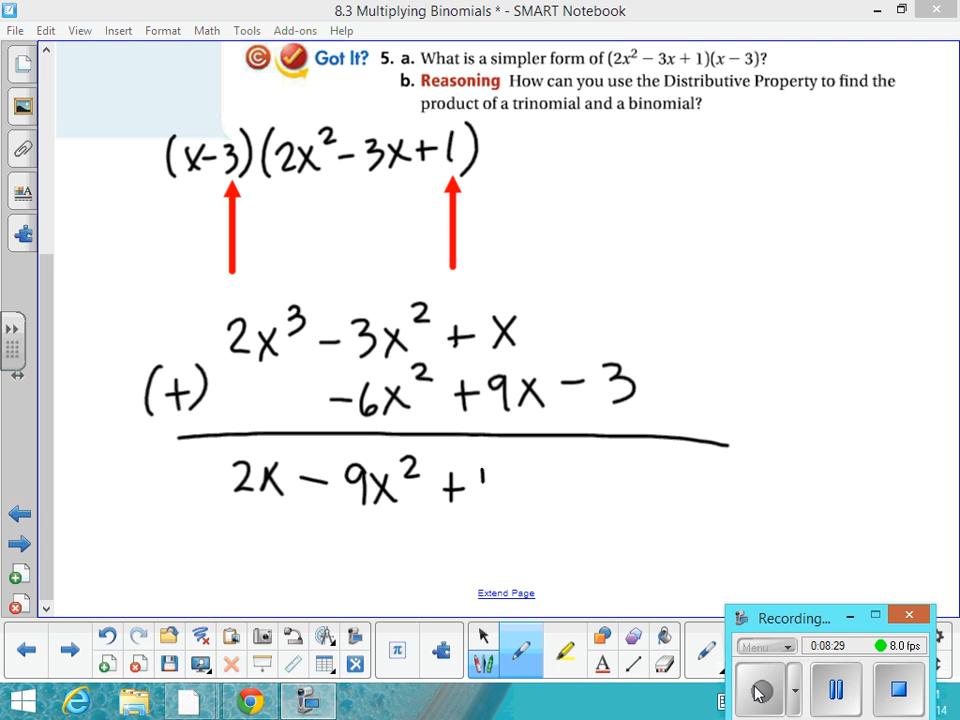 8.3 Multiplying Binomials * - SMART Notebook
File Edit View Insert Format Math Tools Add-ons Help
© Got It? 5. a. What is a simpler form of (2x² − 3x + 1)(x − 3)?
b. Reasoning How can you use the Distributive Property to find the
product of a trinomial and a binomial?
(x-3)(2x²-3x+1)
2x³ - 3x² + x
(+) -6x² +9x - 3
2x - 9x² + 1
Extend Page
Recording...
Menu 0:08:29 8.0 fps
π
A
14